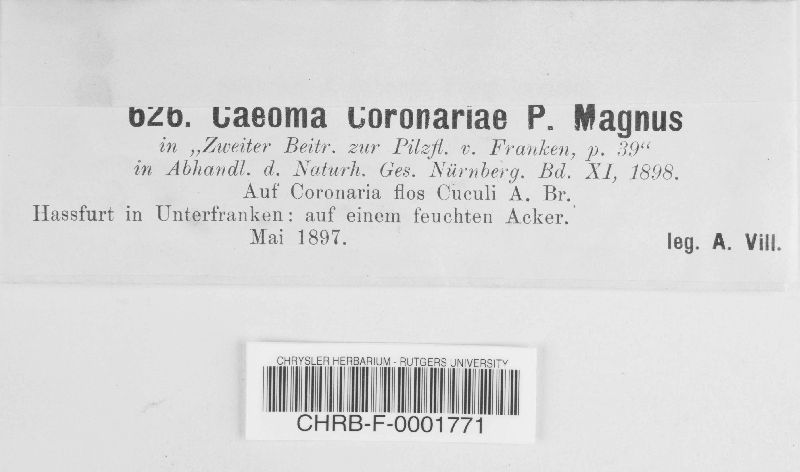 626. Caeoma Coronariae P. Magnus
in „Zweiter Beitr. zur Pilzfl. v. Franken, p. 39“
in Abhandl. d. Naturh. Ges. Nürnberg. Bd. XI, 1898.
Auf Coronaria flos Cuculi A. Br.
Hassfurt in Unterfranken: auf einem feuchten Acker.
Mai 1897.
leg. A. Vill.
CHRYSLER HERBARIUM - RUTGERS UNIVERSITY
CHRB-F-0001771